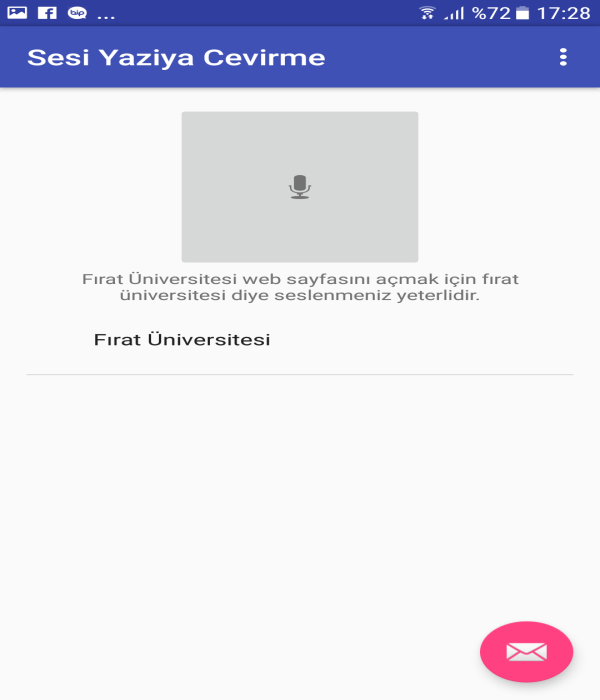 bip ... %72 17:28
Sesi Yaziya Cevirme
Fırat Üniversitesi web sayfasını açmak için fırat
üniversitesi diye seslenmeniz yeterlidir.
Fırat Üniversitesi